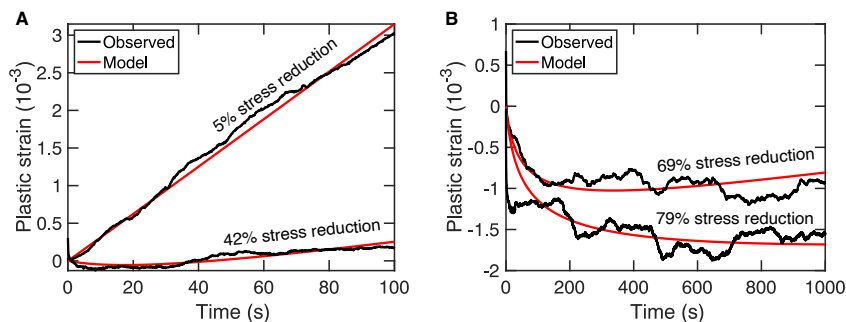 A
Observed
Model
5% stress reduction
42% stress reduction
Plastic strain (10⁻³)
3
2.5
2
1.5
1
0.5
0
0
20
40
60
80
100
Time (s)
B
Observed
Model
69% stress reduction
79% stress reduction
Plastic strain (10⁻³)
1
0.5
0
-0.5
-1
-1.5
-2
0
200
400
600
800
1000
Time (s)